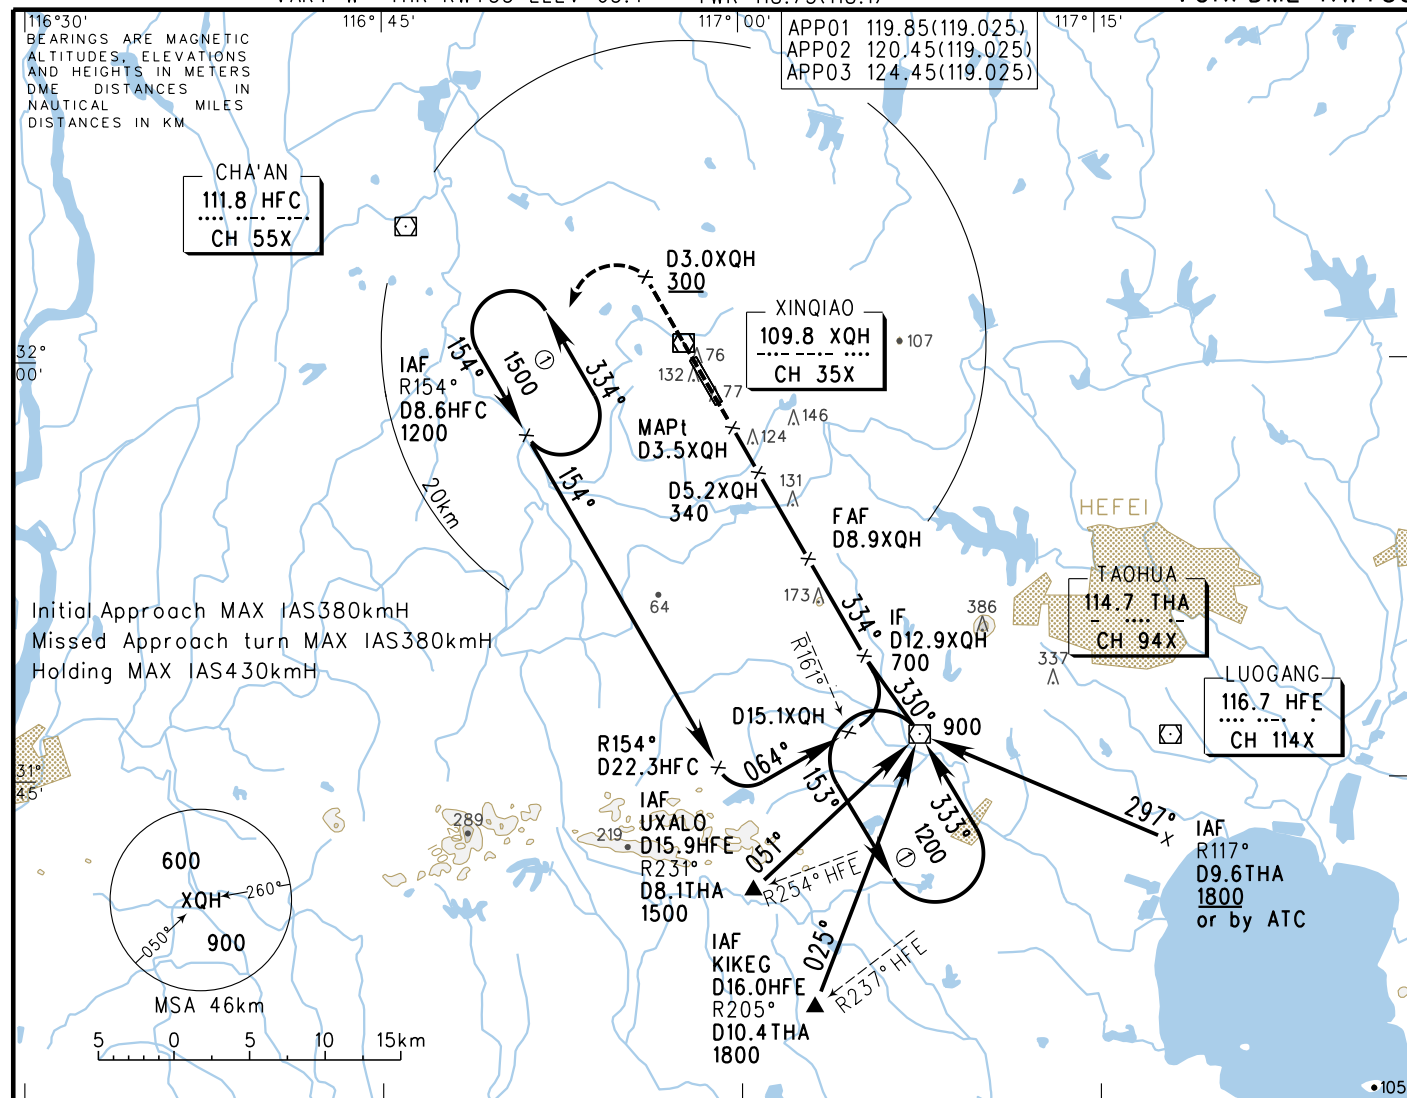 116°30'
116°45'
117°00'
117°15'
BEARINGS ARE MAGNETIC
ALTITUDES, ELEVATIONS
AND HEIGHTS IN METERS
DME DISTANCES IN
NAUTICAL MILES
DISTANCES IN KM
APP01 119.85(119.025)
APP02 120.45(119.025)
APP03 124.45(119.025)
CHA'AN
111.8 HFC
CH 55X
D3.0XQH
300
XINQIAO
109.8 XQH
CH 35X
107
76
132
77
32°
00'
IAF
R154°
D8.6HFC
1200
154°
1500
1
334°
MAPt
D3.5XQH
146
124
154°
D5.2XQH
340
131
20km
FAF
D8.9XQH
HEFEI
TAOHUA
114.7 THA
CH 94X
64
173
334°
386
337
Initial Approach MAX IAS380kmH
Missed Approach turn MAX IAS380kmH
Holding MAX IAS430kmH
IF
D12.9XQH
700
R161°
330°
LUOGANG
116.7 HFE
CH 114X
D15.1XQH
900
R154°
D22.3HFC
064°
153°
333°
1200
1
31°
45'
289
219
IAF
UXALO
D15.9HFE
R231°
D8.1THA
1500
051°
R254° HFE
297°
IAF
R117°
D9.6THA
1800
or by ATC
600
XQH
260°
050°
900
MSA 46km
IAF
KIKEG
D16.0HFE
R205°
D10.4THA
1800
025°
R237° HFE
5 0 5 10 15km
105